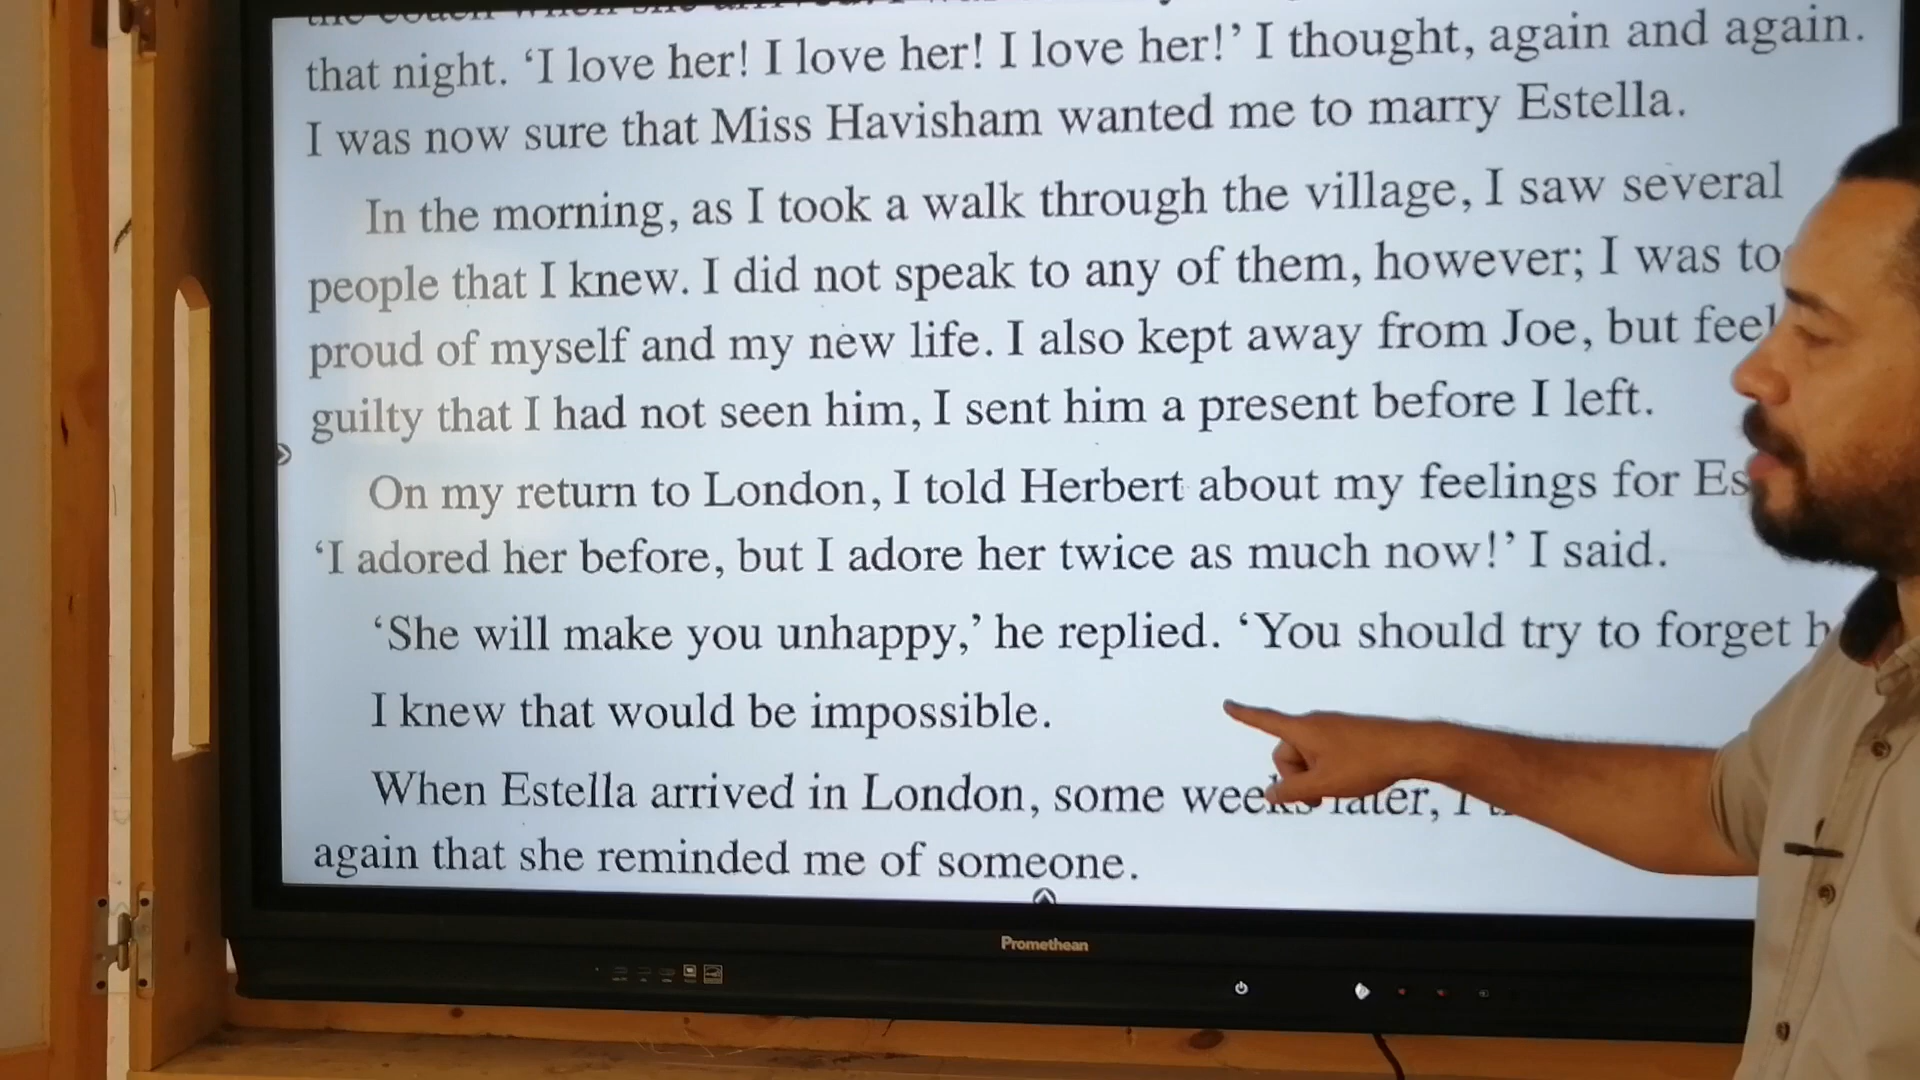 that night. ‘I love her! I love her! I love her!’ I thought, again and again.
I was now sure that Miss Havisham wanted me to marry Estella.
In the morning, as I took a walk through the village, I saw several
people that I knew. I did not speak to any of them, however; I was
proud of myself and my new life. I also kept away from Joe, but
guilty that I had not seen him, I sent him a present before I left.
On my return to London, I told Herbert about my feelings for
‘I adored her before, but I adore her twice as much now!’ I said.
‘She will make you unhappy,’ he replied. ‘You should try to forget
I knew that would be impossible.
When Estella arrived in London, some weeks later, I
again that she reminded me of someone.
Promethean